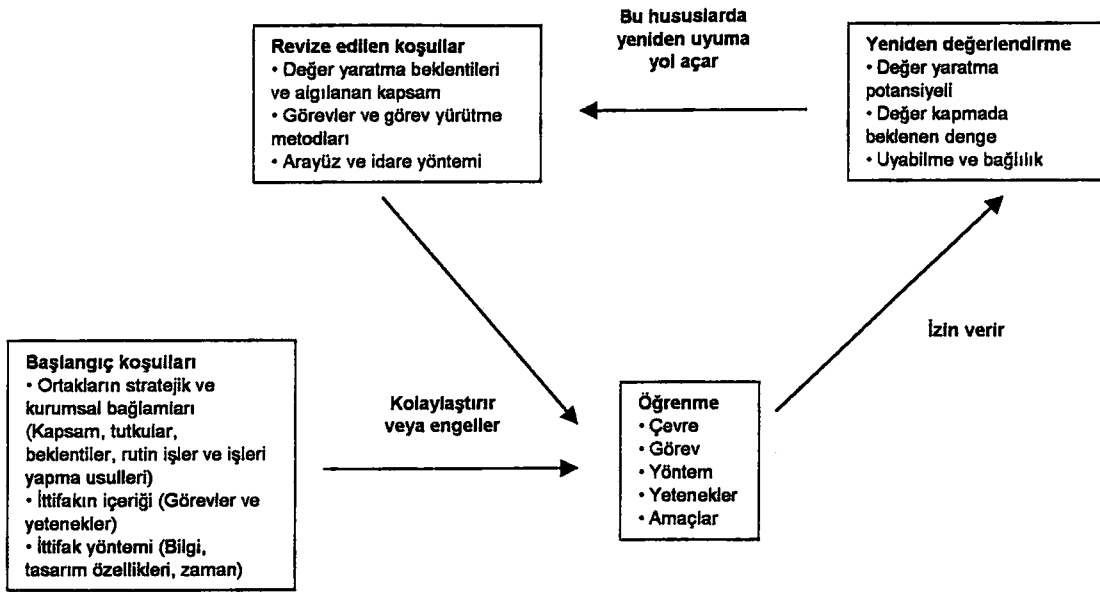 Bu hususlarda
yeniden uyuma
yol açar
Revize edilen koşullar
• Değer yaratma beklentileri
ve algılanan kapsam
• Görevler ve görev yürütme
metodları
• Arayüz ve idare yöntemi
Yeniden değerlendirme
• Değer yaratma
potansiyeli
• Değer kapmada
beklenen denge
• Uyabilme ve bağlılık
İzin verir
Başlangıç koşulları
• Ortakların stratejik ve
kurumsal bağlamları
(Kapsam, tutkular,
beklentiler, rutin işler ve işleri
yapma usulleri)
• İttifakın içeriği (Görevler ve
yetenekler)
• İttifak yöntemi (Bilgi,
tasarım özellikleri, zaman)
Kolaylaştırır
veya engeller
Öğrenme
• Çevre
• Görev
• Yöntem
• Yetenekler
• Amaçlar